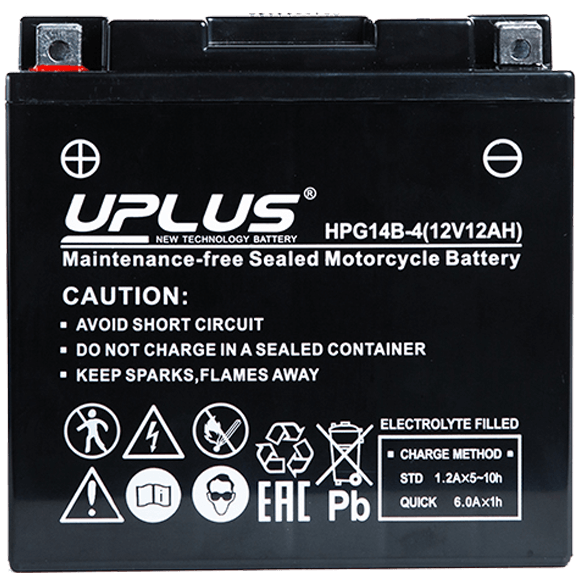 UPLUS®
NEW TECHNOLOGY BATTERY
HPG14B-4(12V12AH)
Maintenance-free Sealed Motorcycle Battery
CAUTION:
▪ AVOID SHORT CIRCUIT
▪ DO NOT CHARGE IN A SEALED CONTAINER
▪ KEEP SPARKS,FLAMES AWAY
ELECTROLYTE FILLED
▪ CHARGE METHOD ▪
STD 1.2A×5~10h
QUICK 6.0A×1h
EAC Pb